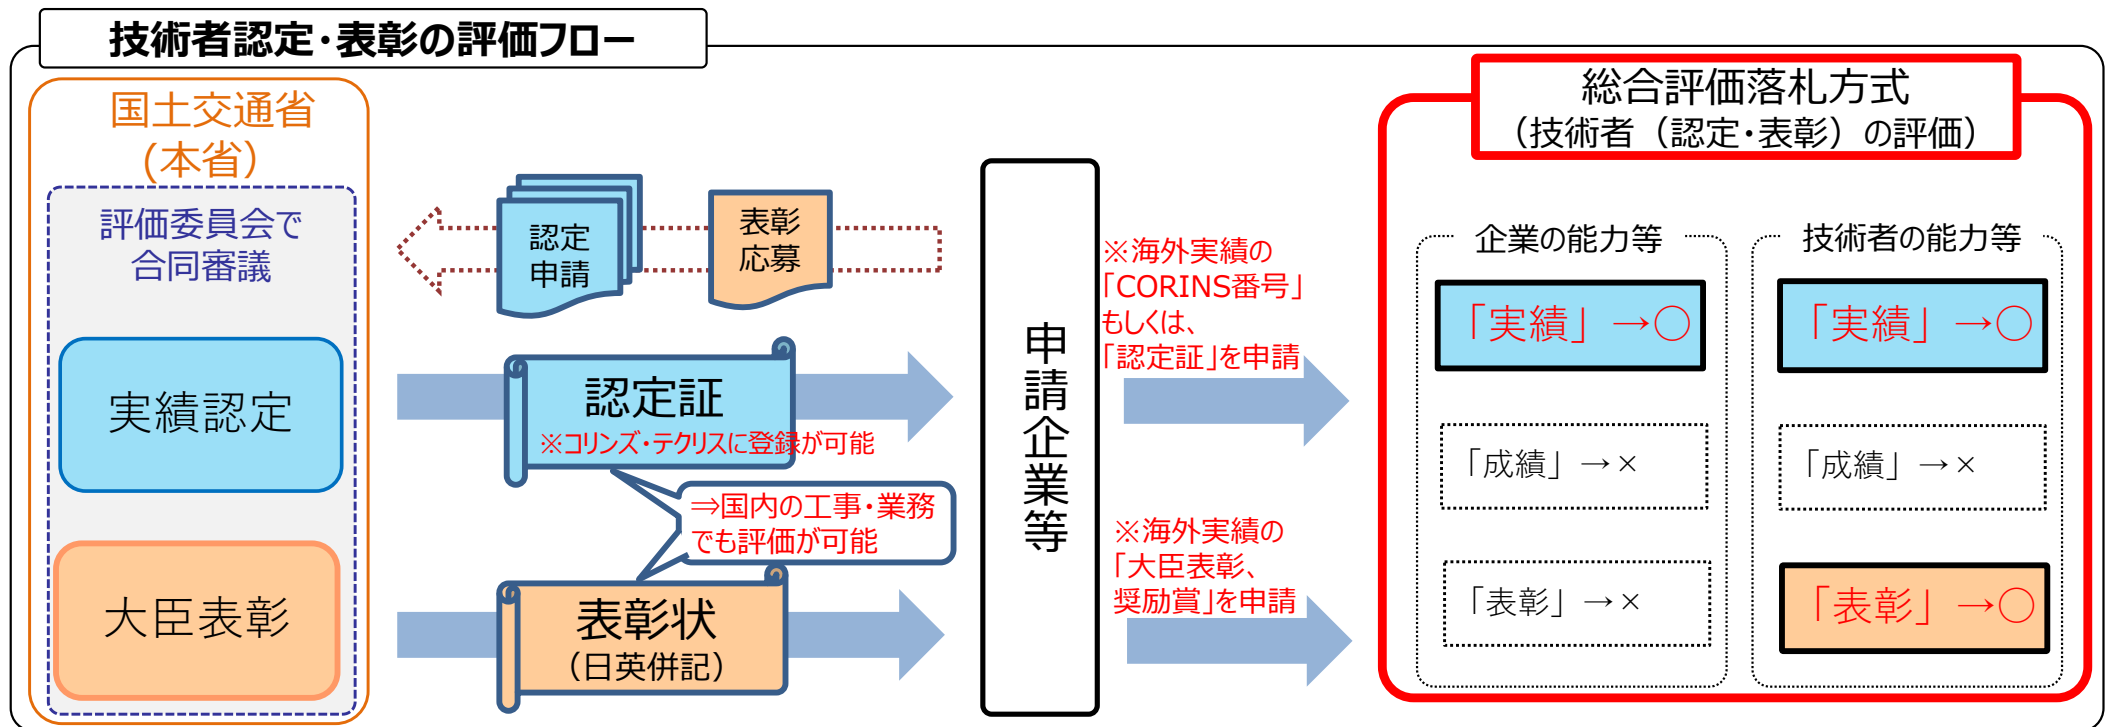 技術者認定･表彰の評価フロー
国土交通省
(本省)
評価委員会で
合同審議
実績認定
大臣表彰
認定
申請
表彰
応募
認定証
※コリンズ･テクリスに登録が可能
⇒国内の工事･業務
でも評価が可能
表彰状
（日英併記）
申請企業等
※海外実績の
｢CORINS番号｣
もしくは、
｢認定証｣を申請
※海外実績の
｢大臣表彰、
奨励賞｣を申請
総合評価落札方式
（技術者（認定･表彰）の評価）
企業の能力等
「実績」→○
「成績」→×
「表彰」→×
技術者の能力等
「実績」→○
「成績」→×
「表彰」→○